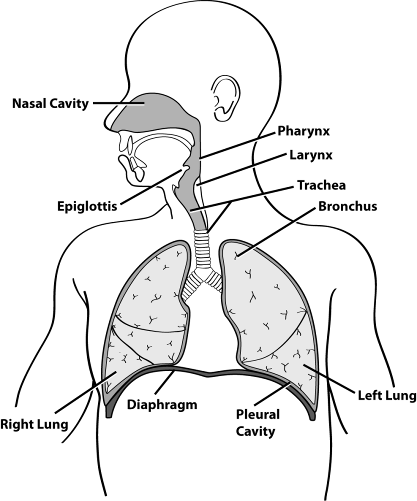 Nasal Cavity
Pharynx
Larynx
Trachea
Epiglottis
Bronchus
Left Lung
Diaphragm
Pleural
Cavity
Right Lung